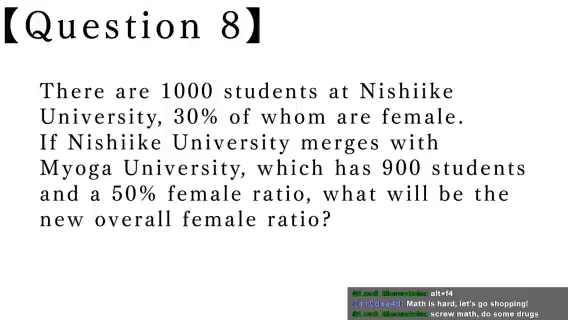 【Question 8】
There are 1000 students at Nishiike
University, 30% of whom are female.
If Nishiike University merges with
Myoga University, which has 900 students
and a 50% female ratio, what will be the
new overall female ratio?
alt+f4
Math is hard, let's go shopping!
screw math, do some drugs